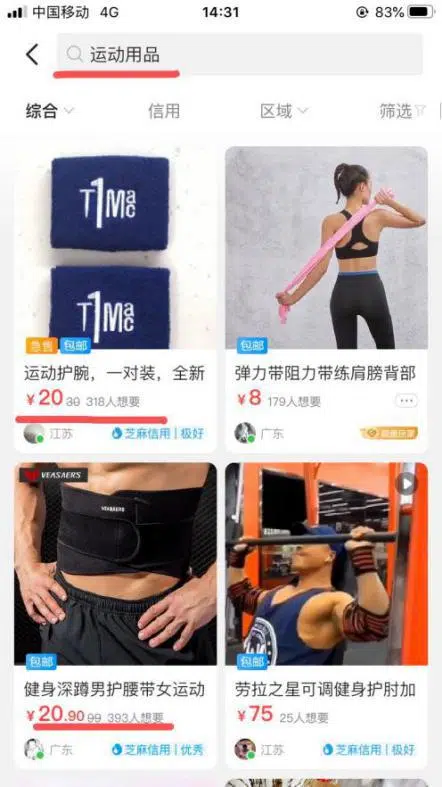 中国移动 4G
14:31
83%
运动用品
综合
信用
区域
筛选
T1Mac
T1Mac
急售 包邮
运动护腕，一对装，全新
¥20 30 318人想要
江苏
芝麻信用 | 极好
包邮
弹力带阻力带练肩膀背部
¥8 179人想要
广东
VEASAERS
VEASAERS
包邮
健身深蹲男护腰带女运动
¥20.90 99 393人想要
广东
芝麻信用 | 优秀
包邮
劳拉之星可调健身护肘加
¥75 25人想要
江苏
芝麻信用 | 极好